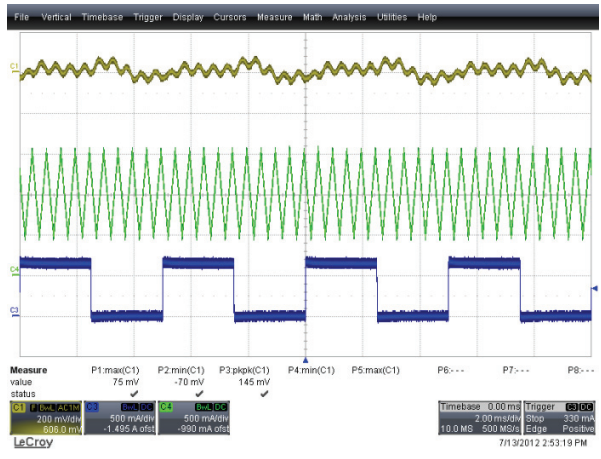 File Vertical Timebase Trigger Display Cursors Measure Math Analysis Utilities Help
C1
C4
C3
Measure P1:max(C1) P2:min(C1) P3:pkpk(C1) P4:min(C1) P5:max(C1) P6:--- P7:--- P8:---
value 75 mV -70 mV 145 mV
status
C1 F BwL AC1M C3 BwL DC C4 BwL DC Timebase 0.00 ms Trigger C3 DC
200 mV/div 500 mA/div 500 mA/div 2.00 ms/div Stop 330 mA
606.0 mV -1.495 A ofst -990 mA ofst 10.0 MS 500 MS/s Edge Positive
LeCroy 7/13/2012 2:53:19 PM